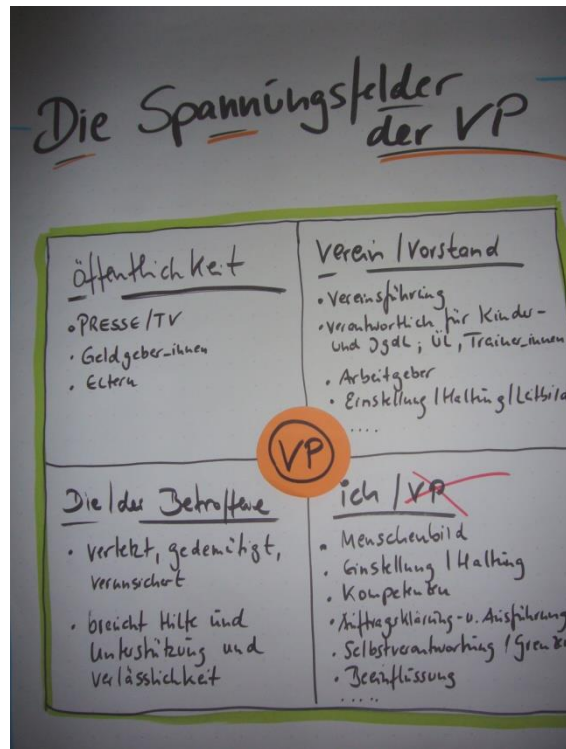 Die Spannungsfelder
der VP
öffentlichkeit
• PRESSE/TV
• Geldgeber_innen
• Eltern
Verein / Vorstand
• Vereinsführung
• Verantwortlich für Kinder-
und Jgdl; ÜL, Trainer_innen
• Arbeitgeber
• Einstellung / Haltung / Leitbild
....
VP
Die / der Betroffene
• verletzt, gedemütigt,
verunsichert
• braucht Hilfe und
Unterstützung und
Verlässlichkeit
ich / VP
• Menschenbild
• Einstellung / Haltung
• Kompetenzen
• Auftragsklärung - u. Ausführung
• Selbstverantwortung / Grenzen
• Beeinflussung
.....